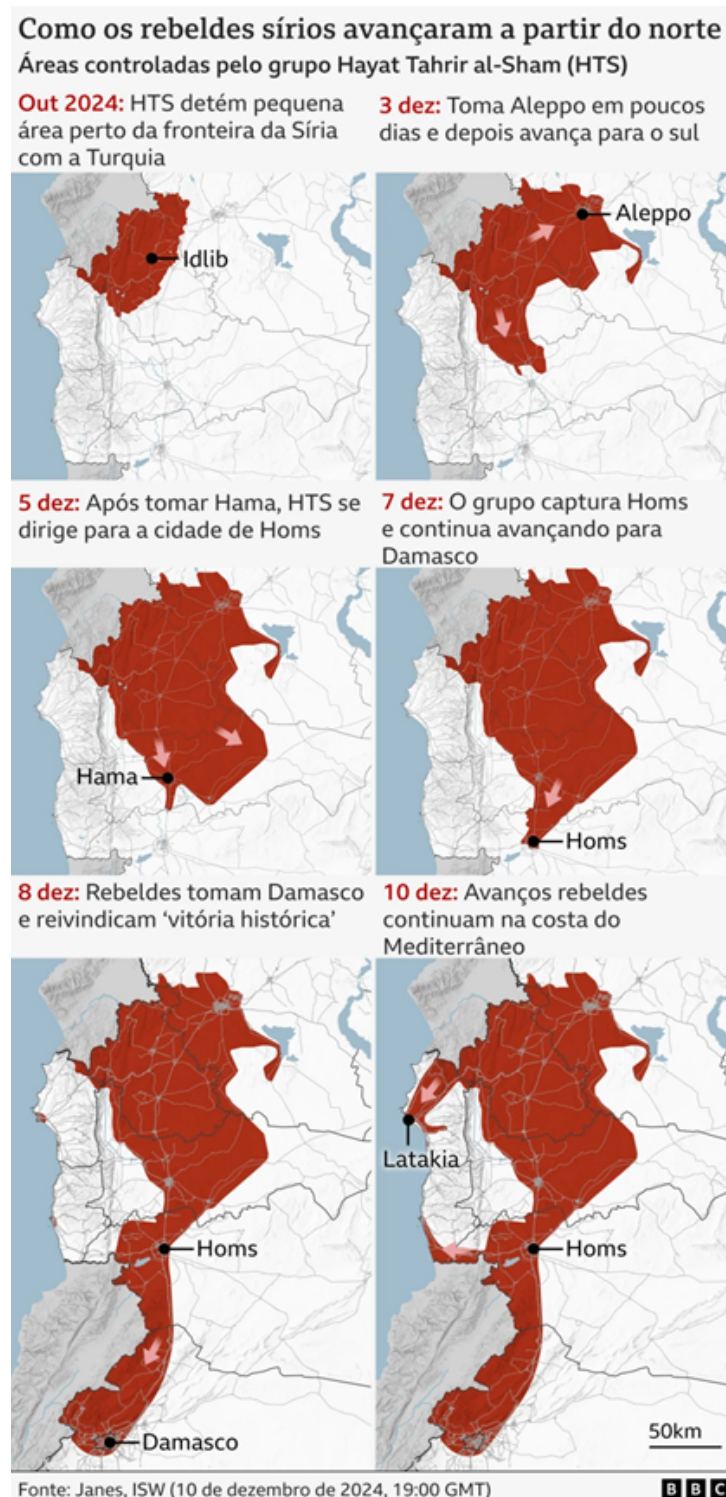 Como os rebeldes sírios avançaram a partir do norte
Áreas controladas pelo grupo Hayat Tahrir al-Sham (HTS)
Out 2024: HTS detém pequena
área perto da fronteira da Síria
com a Turquia
Idlib
3 dez: Toma Aleppo em poucos
dias e depois avança para o sul
Aleppo
5 dez: Após tomar Hama, HTS se
dirige para a cidade de Homs
Hama
7 dez: O grupo captura Homs
e continua avançando para
Damasco
Homs
8 dez: Rebeldes tomam Damasco
e reivindicam ‘vitória histórica’
Homs
Damasco
10 dez: Avanços rebeldes
continuam na costa do
Mediterrâneo
Latakia
Homs
50km
Fonte: Janes, ISW (10 de dezembro de 2024, 19:00 GMT)
BBC